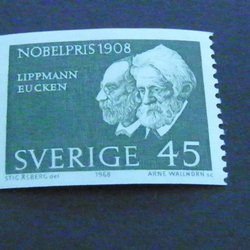 NOBELPRIS 1908
LIPPMANN
EUCKEN
SVERIGE 45
STIG ÅSBERG del 1968 ARNE WALLHORN sc